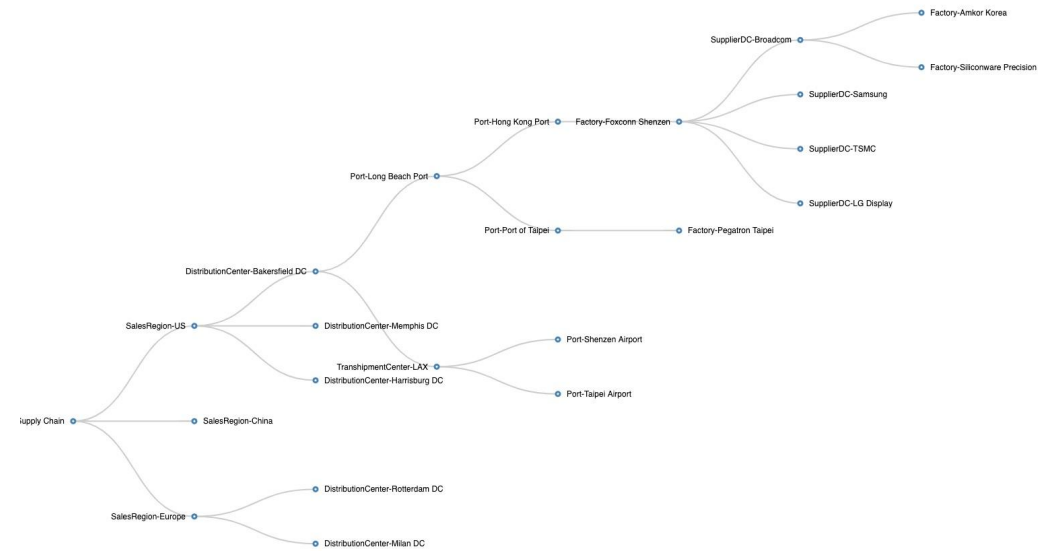 Factory-Amkor Korea
SupplierDC-Broadcom
Factory-Siliconware Precision
SupplierDC-Samsung
Port-Hong Kong Port
Factory-Foxconn Shenzen
SupplierDC-TSMC
Port-Long Beach Port
SupplierDC-LG Display
Port-Port of Taipei
Factory-Pegatron Taipei
DistributionCenter-Bakersfield DC
SalesRegion-US
DistributionCenter-Memphis DC
Port-Shenzen Airport
TranshipmentCenter-LAX
DistributionCenter-Harrisburg DC
Port-Taipei Airport
upply Chain
SalesRegion-China
DistributionCenter-Rotterdam DC
SalesRegion-Europe
DistributionCenter-Milan DC